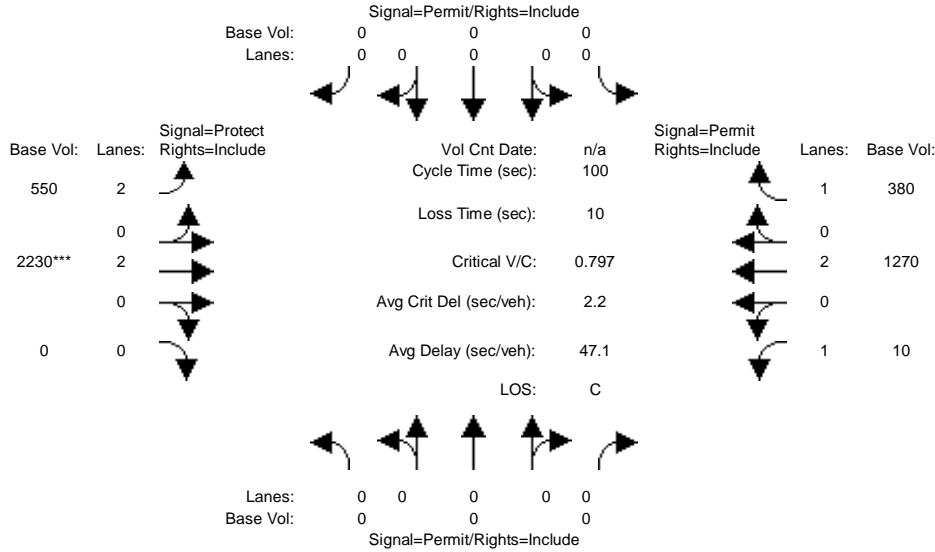 Signal=Permit/Rights=Include
Base Vol: 0 0 0
Lanes: 0 0 0 0 0
Signal=Protect Signal=Permit
Base Vol: Lanes: Rights=Include Vol Cnt Date: n/a Rights=Include Lanes: Base Vol:
Cycle Time (sec): 100
550 2 1 380
Loss Time (sec): 10
0 0
2230*** 2 Critical V/C: 0.797 2 1270
0 Avg Crit Del (sec/veh): 2.2 0
0 0 Avg Delay (sec/veh): 47.1 1 10
LOS: C
Lanes: 0 0 0 0 0
Base Vol: 0 0 0
Signal=Permit/Rights=Include